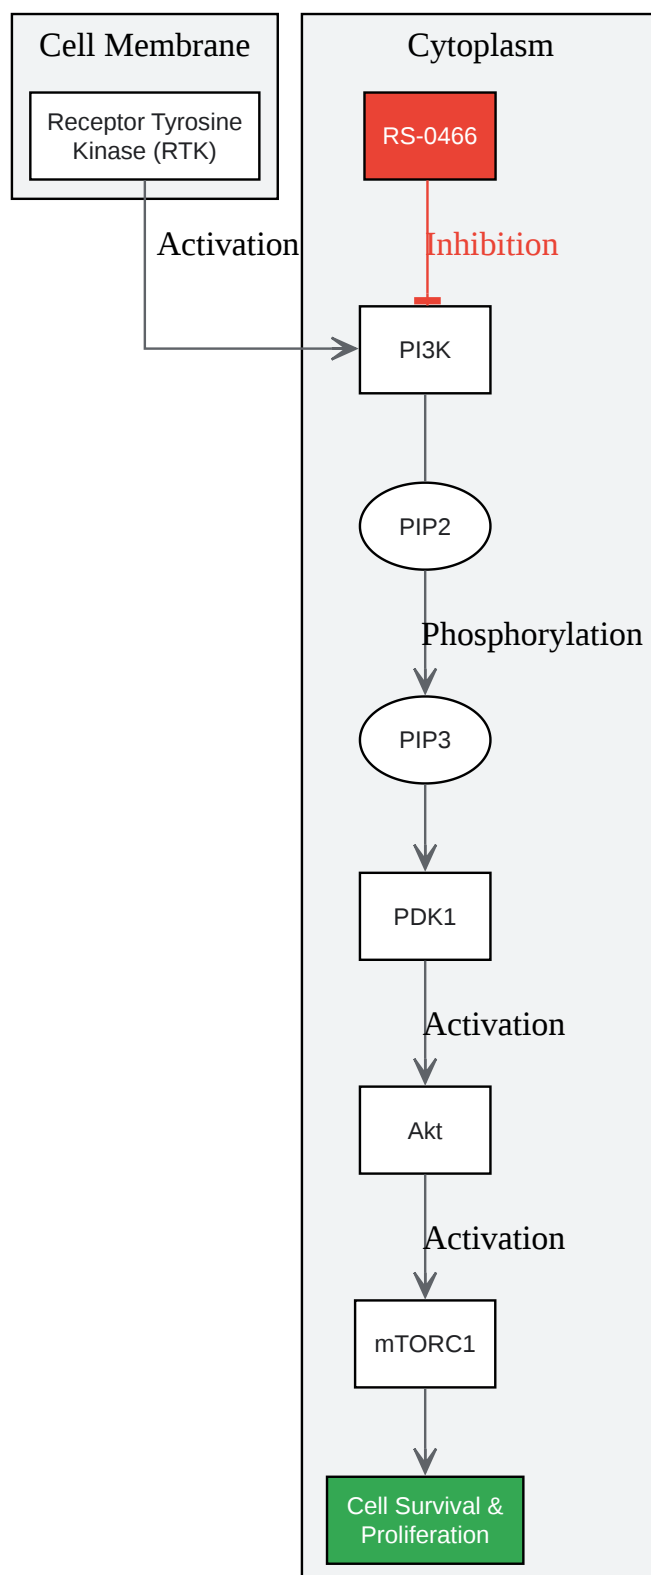 Cell Membrane
Receptor Tyrosine
Kinase (RTK)
Activation
Cytoplasm
RS-0466
Inhibition
PI3K
PIP2
Phosphorylation
PIP3
PDK1
Activation
Akt
Activation
mTORC1
Cell Survival &
Proliferation